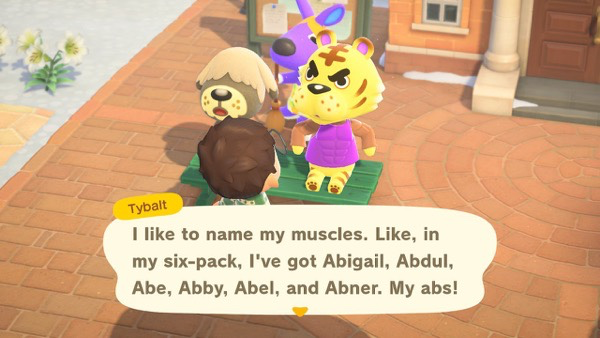 Tybalt
I like to name my muscles. Like, in
my six-pack, I've got Abigail, Abdul,
Abe, Abby, Abel, and Abner. My abs!